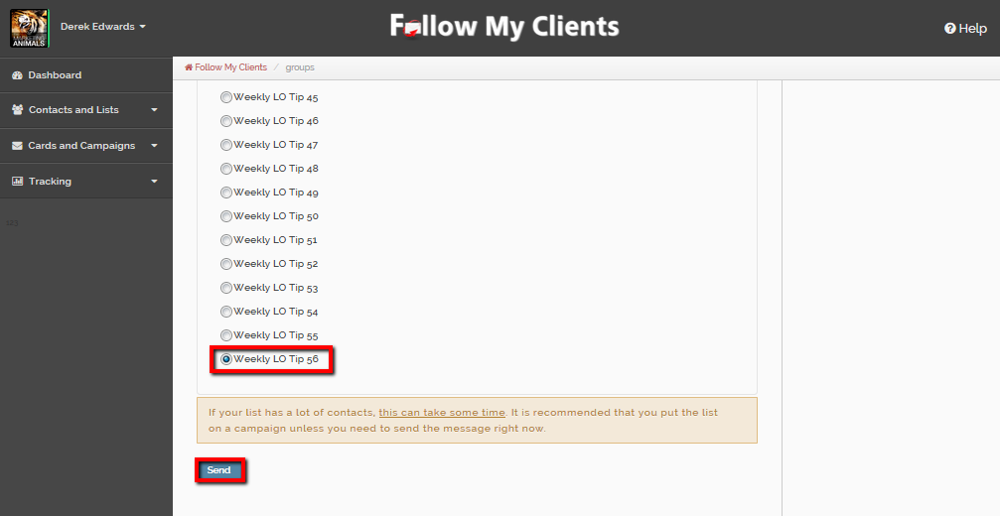 MARKETING
ANIMALS
Derek Edwards
Follow My Clients
Help
Dashboard
Contacts and Lists
Cards and Campaigns
Tracking
Follow My Clients / groups
Weekly LO Tip 45
Weekly LO Tip 46
Weekly LO Tip 47
Weekly LO Tip 48
Weekly LO Tip 49
Weekly LO Tip 50
Weekly LO Tip 51
Weekly LO Tip 52
Weekly LO Tip 53
Weekly LO Tip 54
Weekly LO Tip 55
Weekly LO Tip 56
If your list has a lot of contacts, this can take some time. It is recommended that you put the list
on a campaign unless you need to send the message right now.
Send